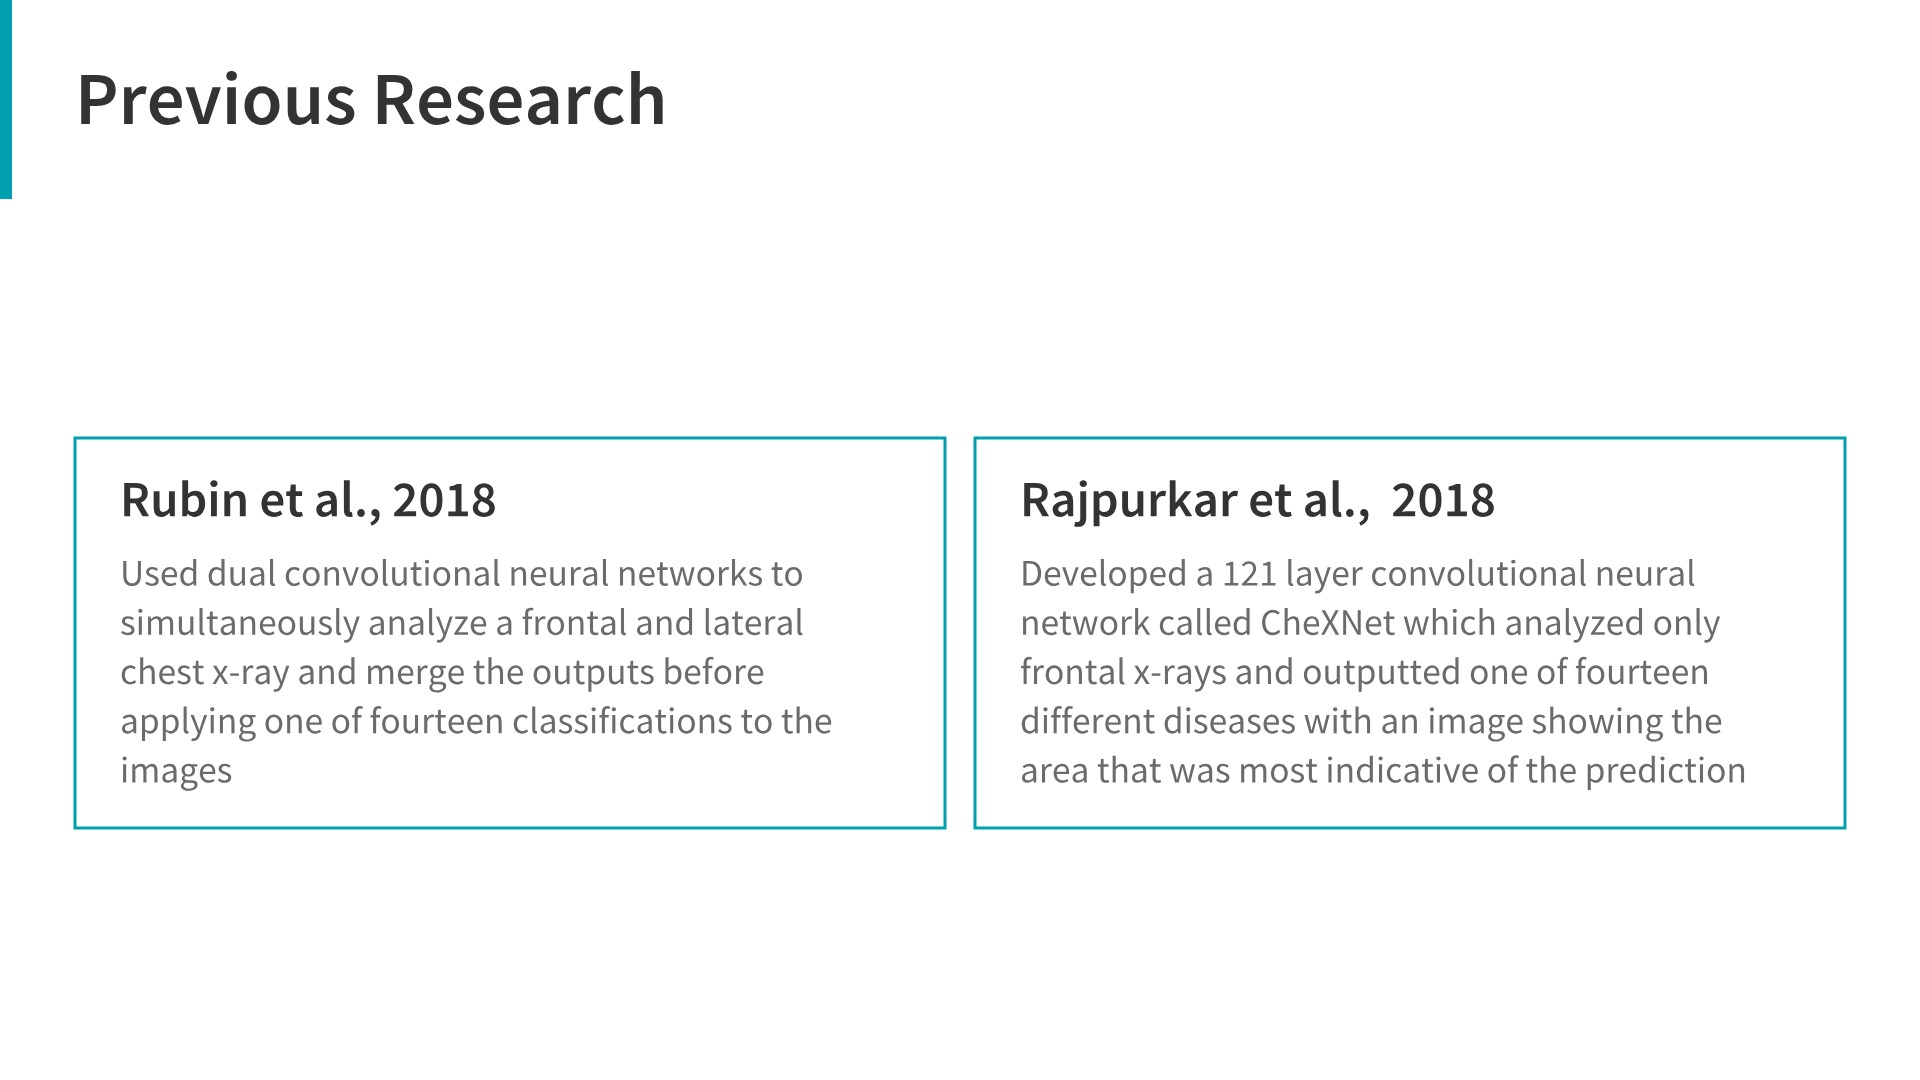 Previous Research
Rubin et al., 2018
Used dual convolutional neural networks to
simultaneously analyze a frontal and lateral
chest x-ray and merge the outputs before
applying one of fourteen classifications to the
images
Rajpurkar et al.,  2018
Developed a 121 layer convolutional neural
network called CheXNet which analyzed only
frontal x-rays and outputted one of fourteen
different diseases with an image showing the
area that was most indicative of the prediction